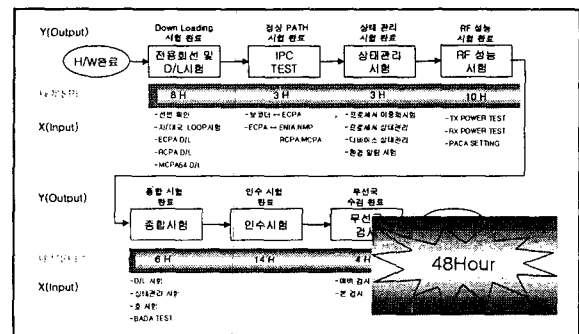 Y(Output)
Down Loading
시험 완료
정상 PATH
시험 완료
상태 관리
시험 완료
RF 성능
시험 완료
H/W완료
전용회선 및
D/L시험
IPC
TEST
상태관리
시험
RF 성능
시험
8 H
3 H
3 H
10 H
X(Input)
-선번 확인
-자/대국 LOOP시험
-ECPA D/L
-RCPA D/L
-MCPA64 D/L
-보코더 ↔ ECPA
-ECPA ↔ ENIA,NMP
RCPA,MCPA
-프로세서 이중화시험
-프로세서 상태관리
-디바이스 상태관리
-환경 알람 시험
-TX POWER TEST
-RX POWER TEST
-PACA SETTING
Y(Output)
종합 시험
완료
인수 시험
완료
무선국
수검 완료
종합시험
인수시험
무선국
검사
6 H
14 H
4 H
48Hour
X(Input)
-D/L 시험
-상태관리 시험
-호 시험
-BADA TEST
-예비 검사
-본 검사